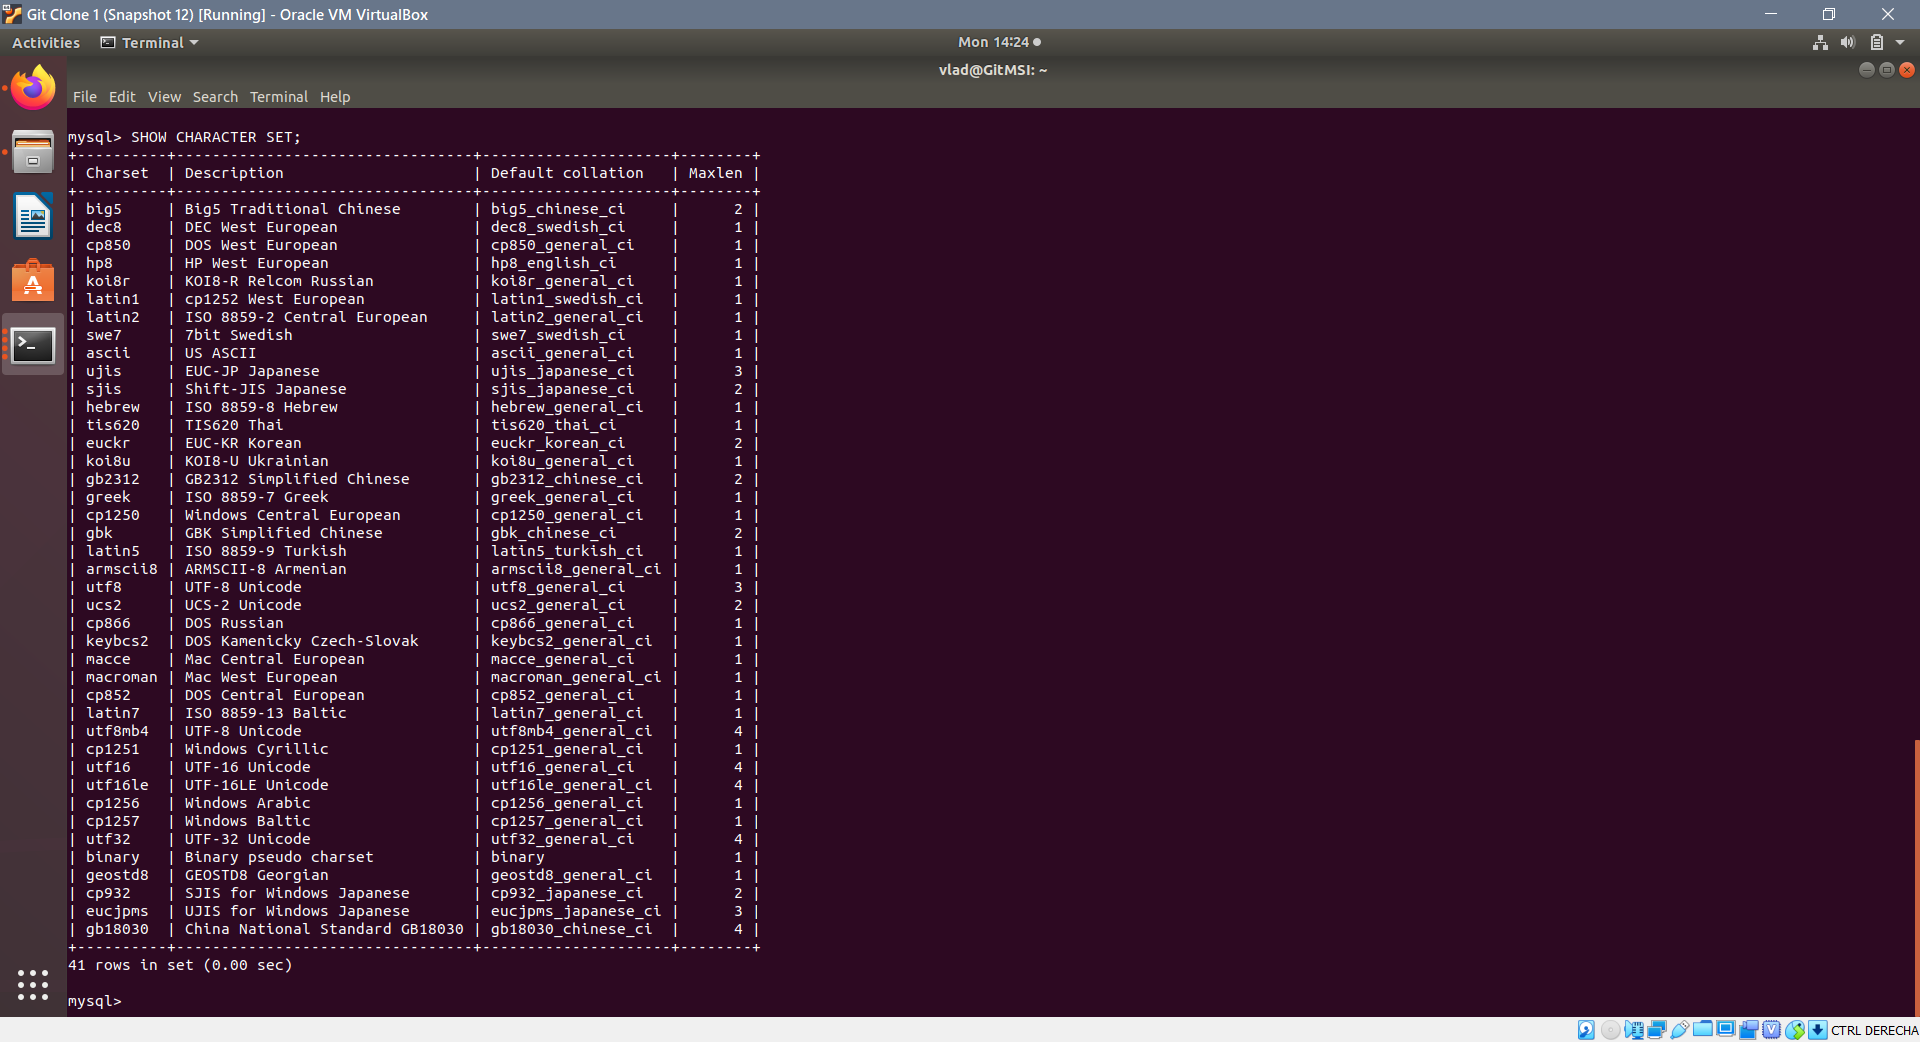 Git Clone 1 (Snapshot 12) [Running] - Oracle VM VirtualBox
Activities Terminal Mon 14:24
vlad@GitMSI: ~
File Edit View Search Terminal Help
mysql> SHOW CHARACTER SET;
+----------+---------------------------------+---------------------+--------+
| Charset  | Description                     | Default collation   | Maxlen |
+----------+---------------------------------+---------------------+--------+
| big5     | Big5 Traditional Chinese        | big5_chinese_ci     |      2 |
| dec8     | DEC West European               | dec8_swedish_ci     |      1 |
| cp850    | DOS West European               | cp850_general_ci    |      1 |
| hp8      | HP West European                | hp8_english_ci      |      1 |
| koi8r    | KOI8-R Relcom Russian           | koi8r_general_ci    |      1 |
| latin1   | cp1252 West European            | latin1_swedish_ci   |      1 |
| latin2   | ISO 8859-2 Central European     | latin2_general_ci   |      1 |
| swe7     | 7bit Swedish                    | swe7_swedish_ci     |      1 |
| ascii    | US ASCII                        | ascii_general_ci    |      1 |
| ujis     | EUC-JP Japanese                 | ujis_japanese_ci    |      3 |
| sjis     | Shift-JIS Japanese              | sjis_japanese_ci    |      2 |
| hebrew   | ISO 8859-8 Hebrew               | hebrew_general_ci   |      1 |
| tis620   | TIS620 Thai                     | tis620_thai_ci      |      1 |
| euckr    | EUC-KR Korean                   | euckr_korean_ci     |      2 |
| koi8u    | KOI8-U Ukrainian                | koi8u_general_ci    |      1 |
| gb2312   | GB2312 Simplified Chinese       | gb2312_chinese_ci   |      2 |
| greek    | ISO 8859-7 Greek                | greek_general_ci    |      1 |
| cp1250   | Windows Central European        | cp1250_general_ci   |      1 |
| gbk      | GBK Simplified Chinese          | gbk_chinese_ci      |      2 |
| latin5   | ISO 8859-9 Turkish              | latin5_turkish_ci   |      1 |
| armscii8 | ARMSCII-8 Armenian              | armscii8_general_ci |      1 |
| utf8     | UTF-8 Unicode                   | utf8_general_ci     |      3 |
| ucs2     | UCS-2 Unicode                   | ucs2_general_ci     |      2 |
| cp866    | DOS Russian                     | cp866_general_ci    |      1 |
| keybcs2  | DOS Kamenicky Czech-Slovak      | keybcs2_general_ci  |      1 |
| macce    | Mac Central European            | macce_general_ci    |      1 |
| macroman | Mac West European               | macroman_general_ci |      1 |
| cp852    | DOS Central European            | cp852_general_ci    |      1 |
| latin7   | ISO 8859-13 Baltic              | latin7_general_ci   |      1 |
| utf8mb4  | UTF-8 Unicode                   | utf8mb4_general_ci  |      4 |
| cp1251   | Windows Cyrillic                | cp1251_general_ci   |      1 |
| utf16    | UTF-16 Unicode                  | utf16_general_ci    |      4 |
| utf16le  | UTF-16LE Unicode                | utf16le_general_ci  |      4 |
| cp1256   | Windows Arabic                  | cp1256_general_ci   |      1 |
| cp1257   | Windows Baltic                  | cp1257_general_ci   |      1 |
| utf32    | UTF-32 Unicode                  | utf32_general_ci    |      4 |
| binary   | Binary pseudo charset           | binary              |      1 |
| geostd8  | GEOSTD8 Georgian                | geostd8_general_ci  |      1 |
| cp932    | SJIS for Windows Japanese       | cp932_japanese_ci   |      2 |
| eucjpms  | UJIS for Windows Japanese       | eucjpms_japanese_ci |      3 |
| gb18030  | China National Standard GB18030 | gb18030_chinese_ci  |      4 |
+----------+---------------------------------+---------------------+--------+
41 rows in set (0.00 sec)
mysql>
CTRL DERECHA